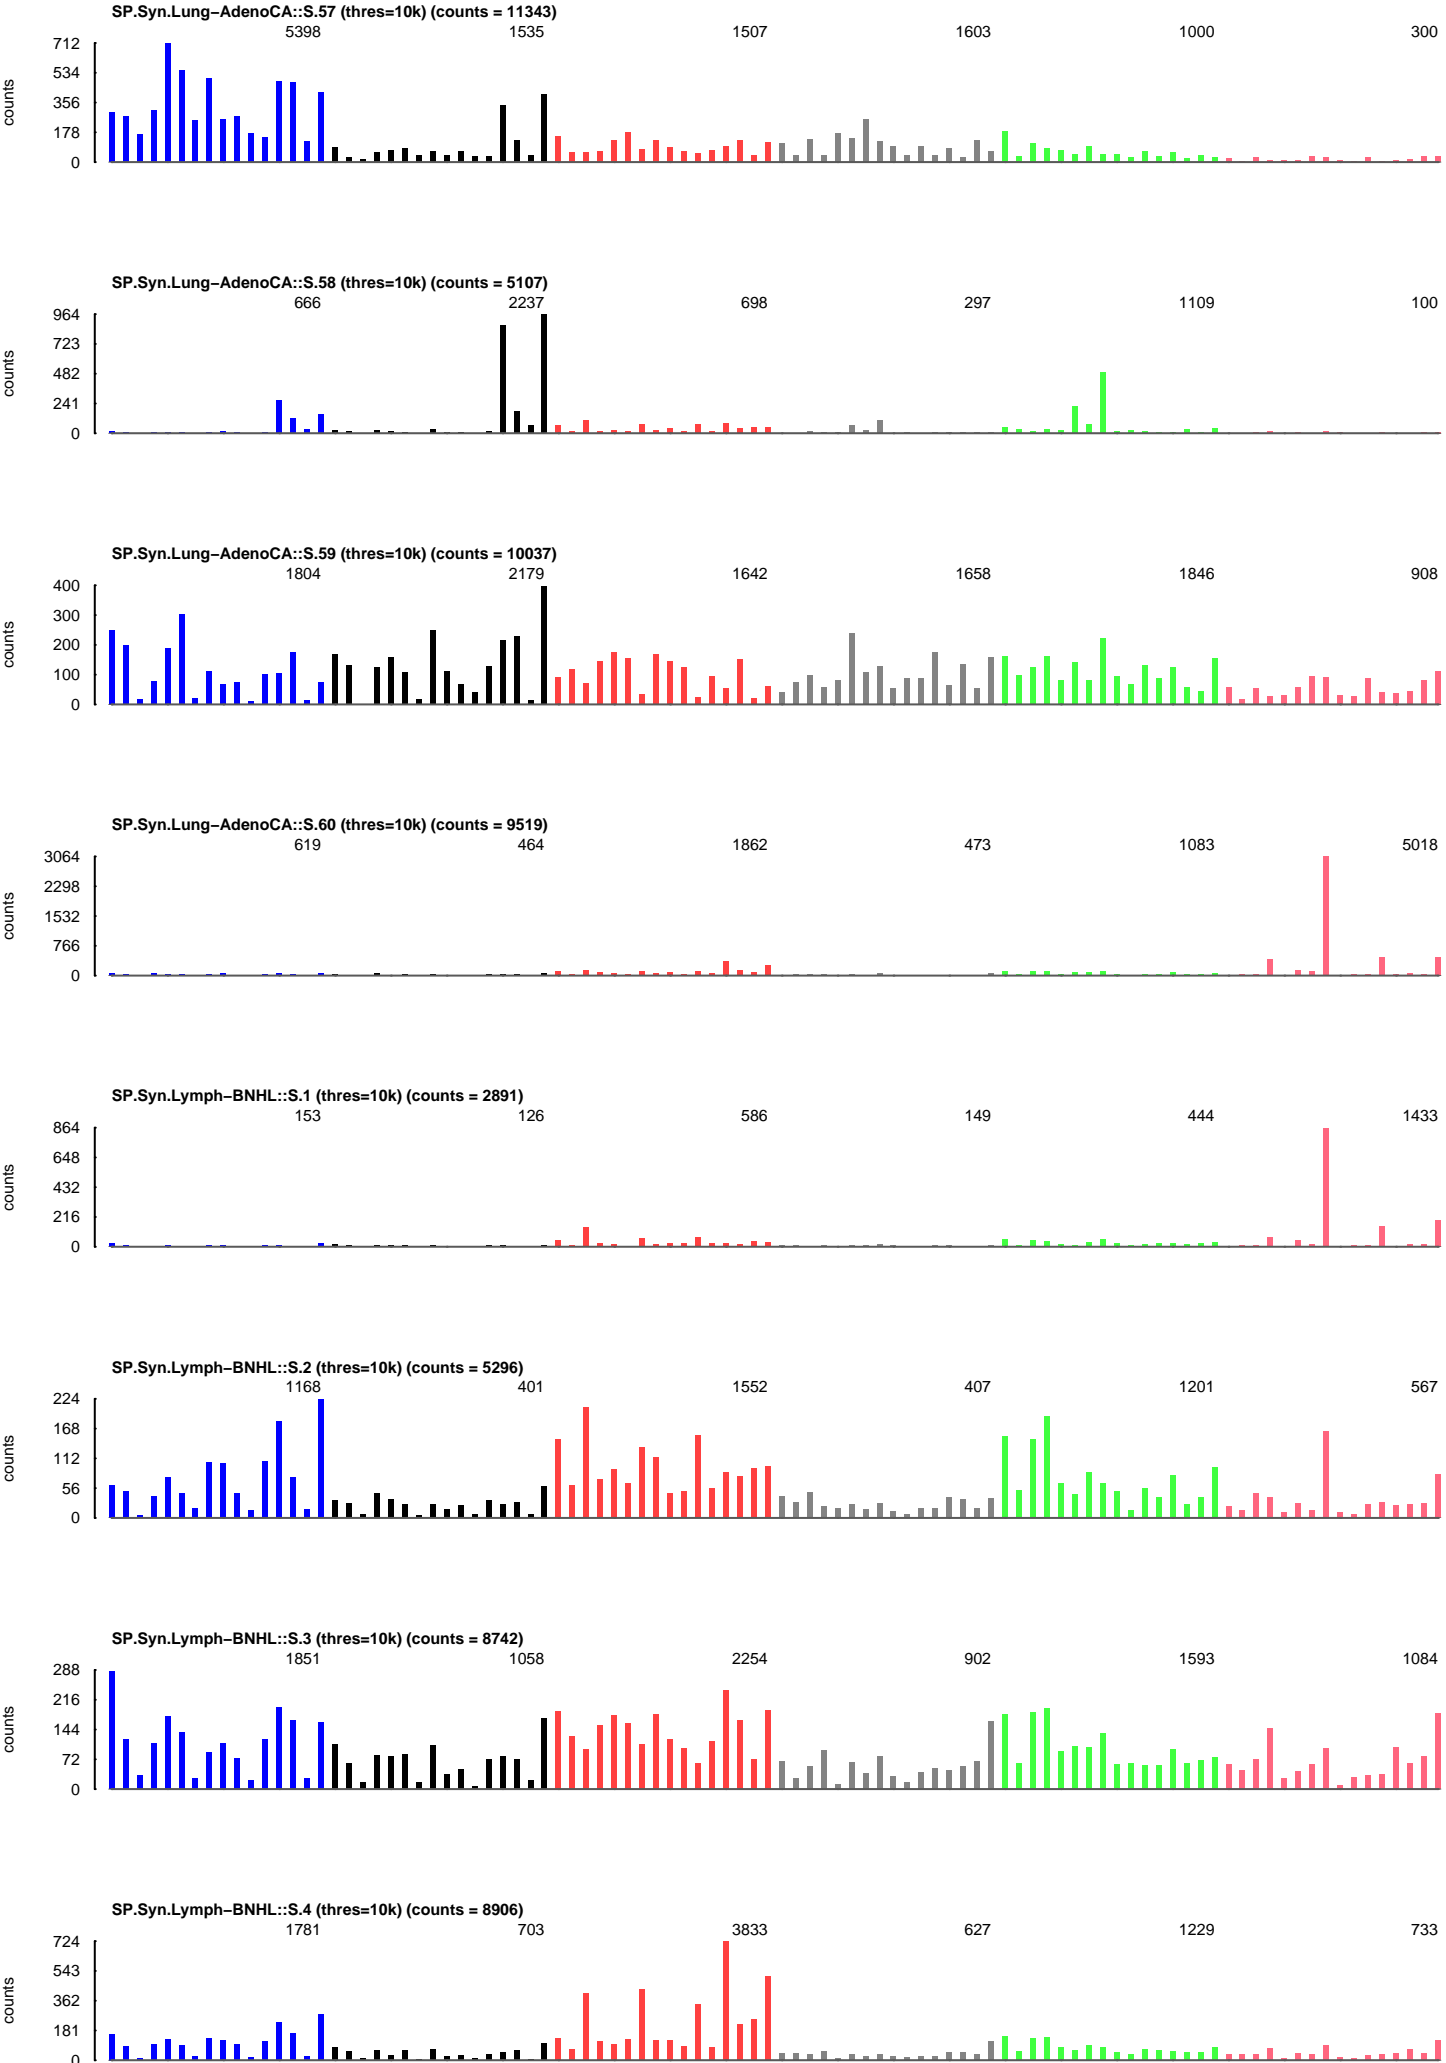 SP.Syn.Lung−AdenoCA::S.57 (thres=10k) (counts = 11343)
5398 1535 1507 1603 1000 300
712
534
356
178
0
counts
SP.Syn.Lung−AdenoCA::S.58 (thres=10k) (counts = 5107)
666 2237 698 297 1109 100
964
723
482
241
0
counts
SP.Syn.Lung−AdenoCA::S.59 (thres=10k) (counts = 10037)
1804 2179 1642 1658 1846 908
400
300
200
100
0
counts
SP.Syn.Lung−AdenoCA::S.60 (thres=10k) (counts = 9519)
619 464 1862 473 1083 5018
3064
2298
1532
766
0
counts
SP.Syn.Lymph−BNHL::S.1 (thres=10k) (counts = 2891)
153 126 586 149 444 1433
864
648
432
216
0
counts
SP.Syn.Lymph−BNHL::S.2 (thres=10k) (counts = 5296)
1168 401 1552 407 1201 567
224
168
112
56
0
counts
SP.Syn.Lymph−BNHL::S.3 (thres=10k) (counts = 8742)
1851 1058 2254 902 1593 1084
288
216
144
72
0
counts
SP.Syn.Lymph−BNHL::S.4 (thres=10k) (counts = 8906)
1781 703 3833 627 1229 733
724
543
362
181
0
counts